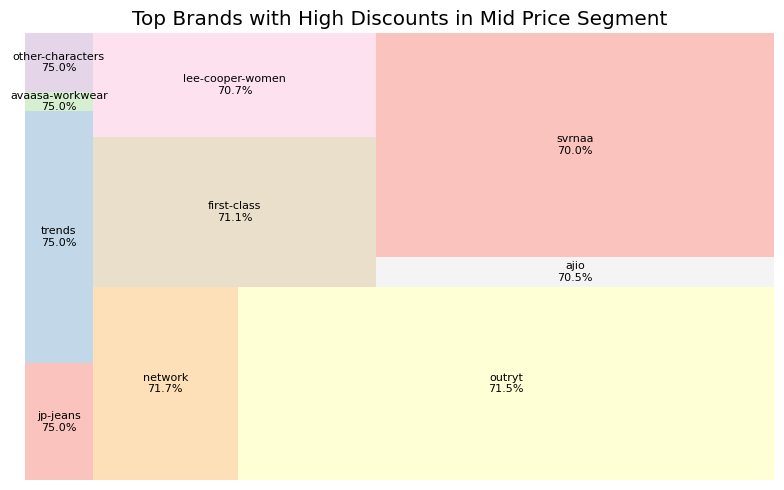 Top Brands with High Discounts in Mid Price Segment
other-characters
75.0%
avaasa-workwear
75.0%
trends
75.0%
jp-jeans
75.0%
lee-cooper-women
70.7%
first-class
71.1%
network
71.7%
outryt
71.5%
svrnaa
70.0%
ajio
70.5%